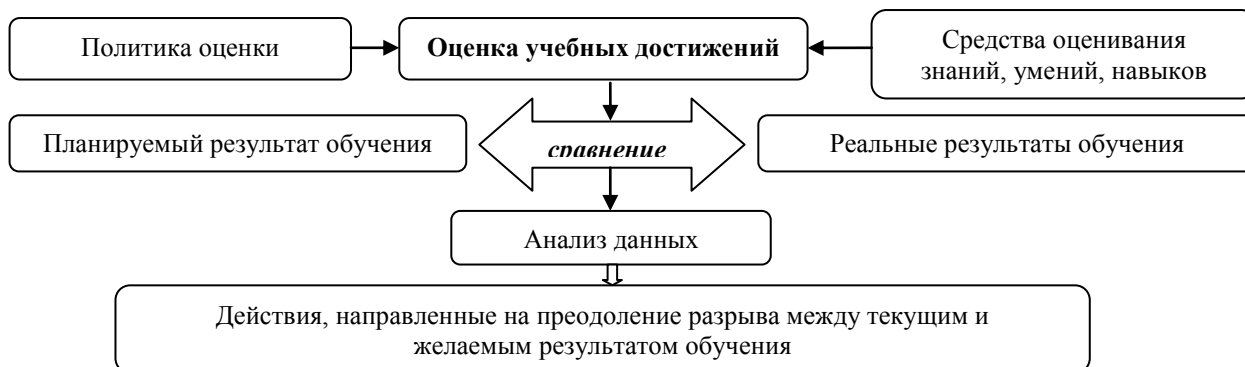 Политика оценки
Оценка учебных достижений
Средства оценивания
знаний, умений, навыков
Планируемый результат обучения
сравнение
Реальные результаты обучения
Анализ данных
Действия, направленные на преодоление разрыва между текущим и
желаемым результатом обучения